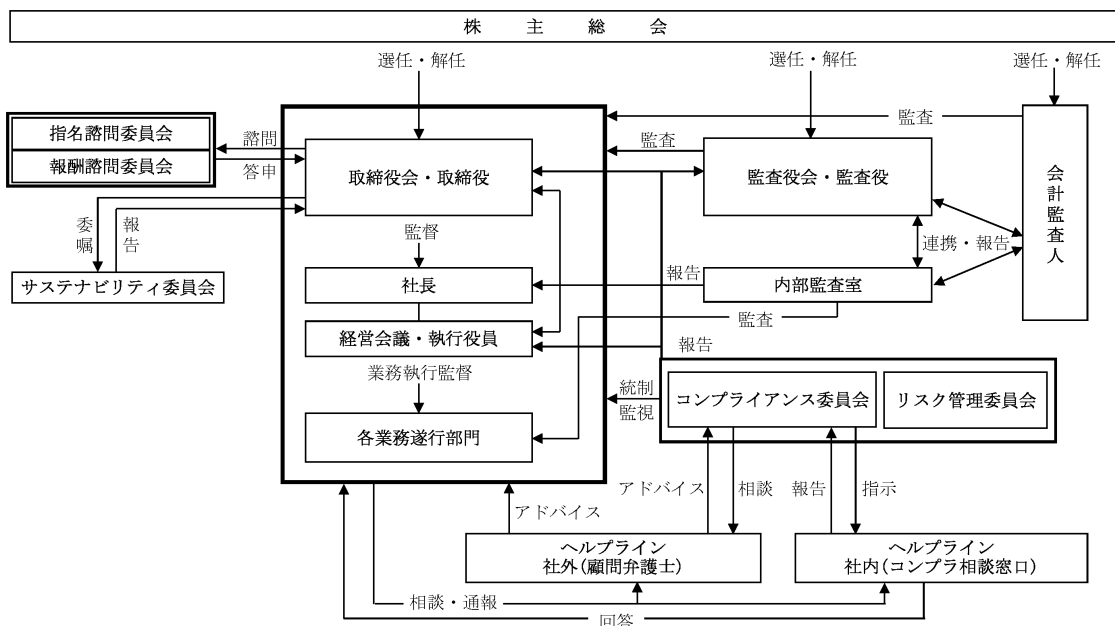 株主総会
選任・解任
選任・解任
選任・解任
指名諮問委員会
報酬諮問委員会
諮問
答申
取締役会・取締役
監査
監査
監査役会・監査役
会計監査人
委嘱
報告
監督
連携・報告
サステナビリティ委員会
社長
報告
内部監査室
経営会議・執行役員
監査
報告
業務執行監督
統制
監視
コンプライアンス委員会
リスク管理委員会
各業務遂行部門
アドバイス
アドバイス
相談
報告
指示
ヘルプライン
社外(顧問弁護士)
ヘルプライン
社内(コンプラ相談窓口)
相談・通報
回答